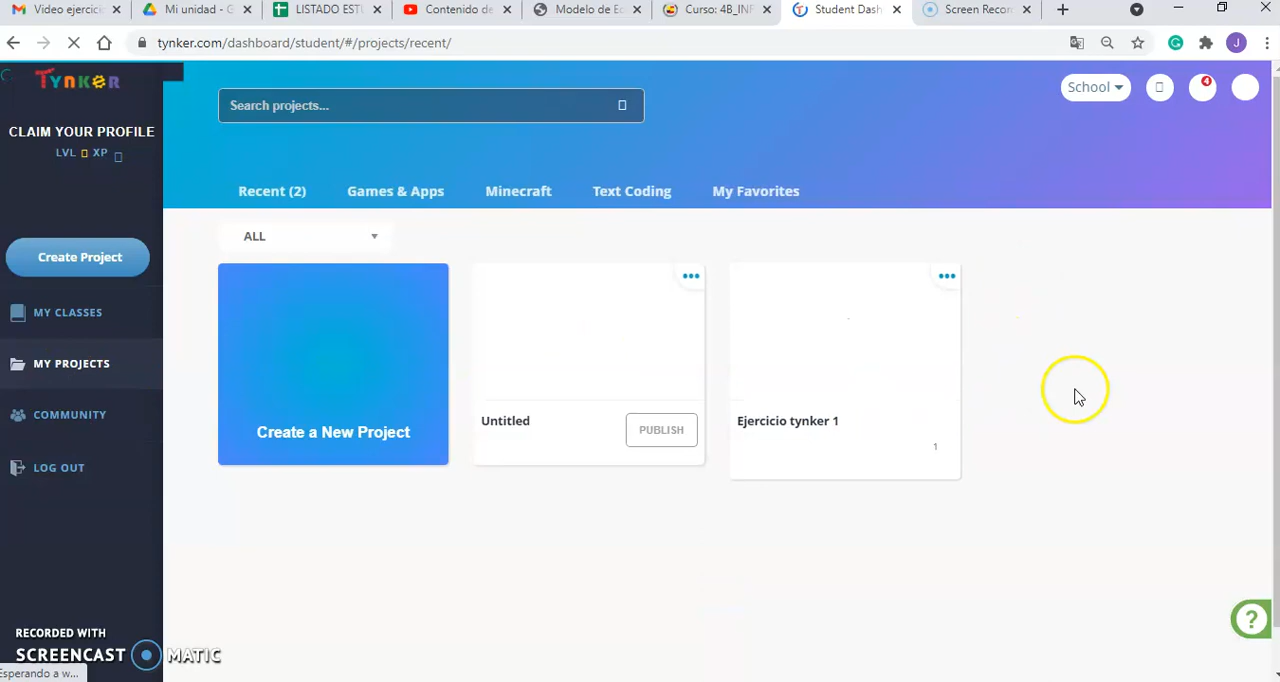 Video ejercic
Mi unidad - G
LISTADO EST
Contenido de
Modelo de Ec
Curso: 4B_INF
Student Dash
Screen Recor
tynker.com/dashboard/student/#/projects/recent/
J
TYNKER
Search projects...
School
4
CLAIM YOUR PROFILE
LVL XP
Recent (2)
Games & Apps
Minecraft
Text Coding
My Favorites
ALL
Create Project
MY CLASSES
MY PROJECTS
COMMUNITY
LOG OUT
Create a New Project
Untitled
PUBLISH
Ejercicio tynker 1
1
?
RECORDED WITH
SCREENCAST MATIC
Esperando a w...